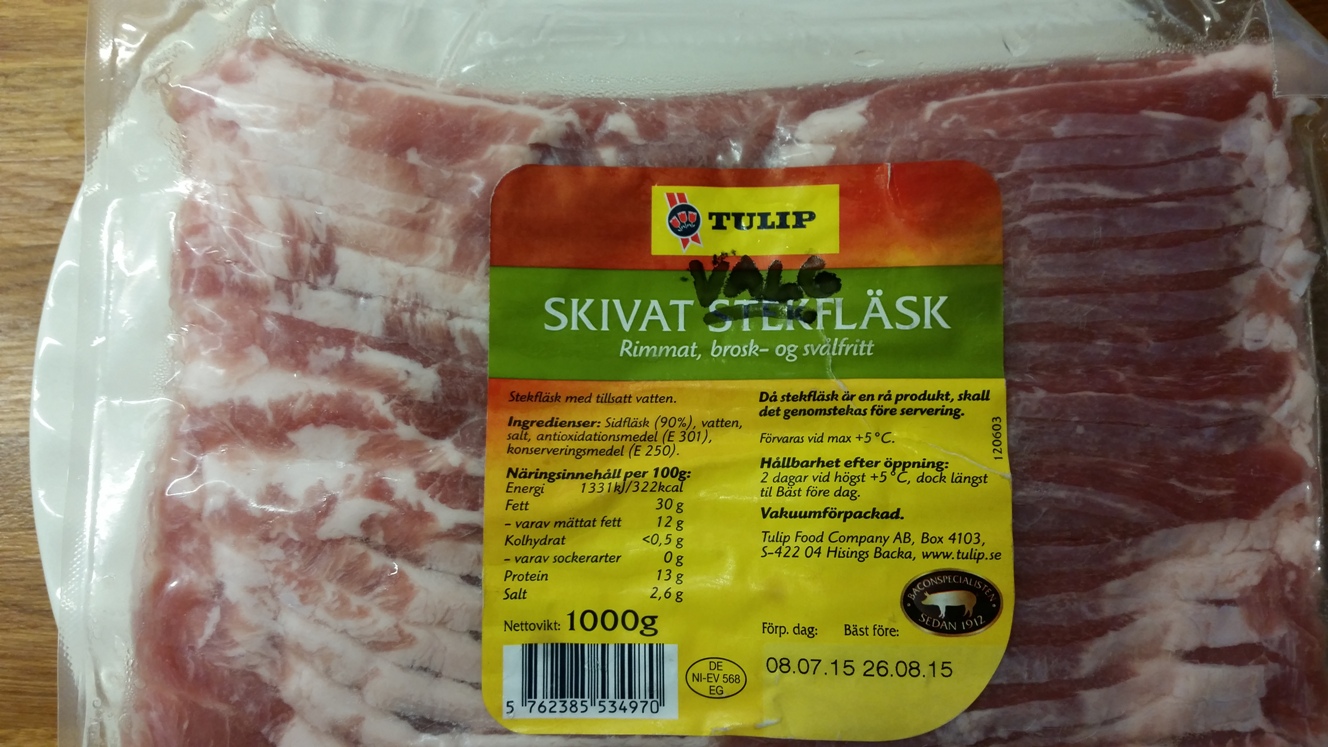 TULIP
VALG
SKIVAT STEKFLÄSK
Rimmat, brosk- og svålfritt
Stekfläsk med tillsatt vatten.
Ingredienser: Sidfläsk (90%), vatten,
salt, antioxidationsmedel (E 301),
konserveringsmedel (E 250).
Näringsinnehåll per 100g:
Energi 1331kJ/322kcal
Fett 30 g
- varav mättat fett 12 g
Kolhydrat <0,5 g
- varav sockerarter 0 g
Protein 13 g
Salt 2,6 g
Nettovikt: 1000g
5 762385 534970
DE
NI-EV 568
EG
Då stekfläsk är en rå produkt, skall
det genomstekas före servering.
Förvaras vid max +5°C.
Hållbarhet efter öppning:
2 dagar vid högst +5°C, dock längst
til Bäst före dag.
Vakuumförpackad.
Tulip Food Company AB, Box 4103,
S-422 04 Hisings Backa, www.tulip.se
120603
BACONSPECIALISTEN
SEDAN 1912
Förp. dag: Bäst före:
08.07.15 26.08.15